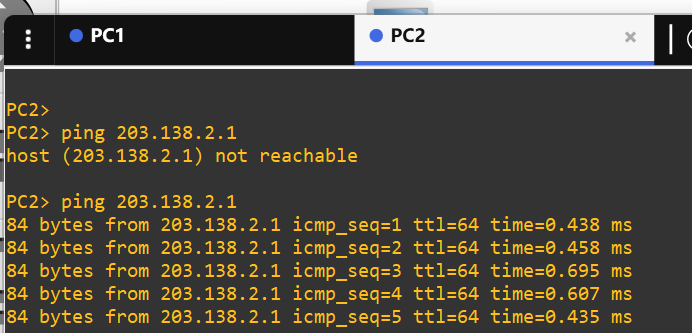 PC1
PC2
PC2>
PC2> ping 203.138.2.1
host (203.138.2.1) not reachable
PC2> ping 203.138.2.1
84 bytes from 203.138.2.1 icmp_seq=1 ttl=64 time=0.438 ms
84 bytes from 203.138.2.1 icmp_seq=2 ttl=64 time=0.458 ms
84 bytes from 203.138.2.1 icmp_seq=3 ttl=64 time=0.695 ms
84 bytes from 203.138.2.1 icmp_seq=4 ttl=64 time=0.607 ms
84 bytes from 203.138.2.1 icmp_seq=5 ttl=64 time=0.435 ms